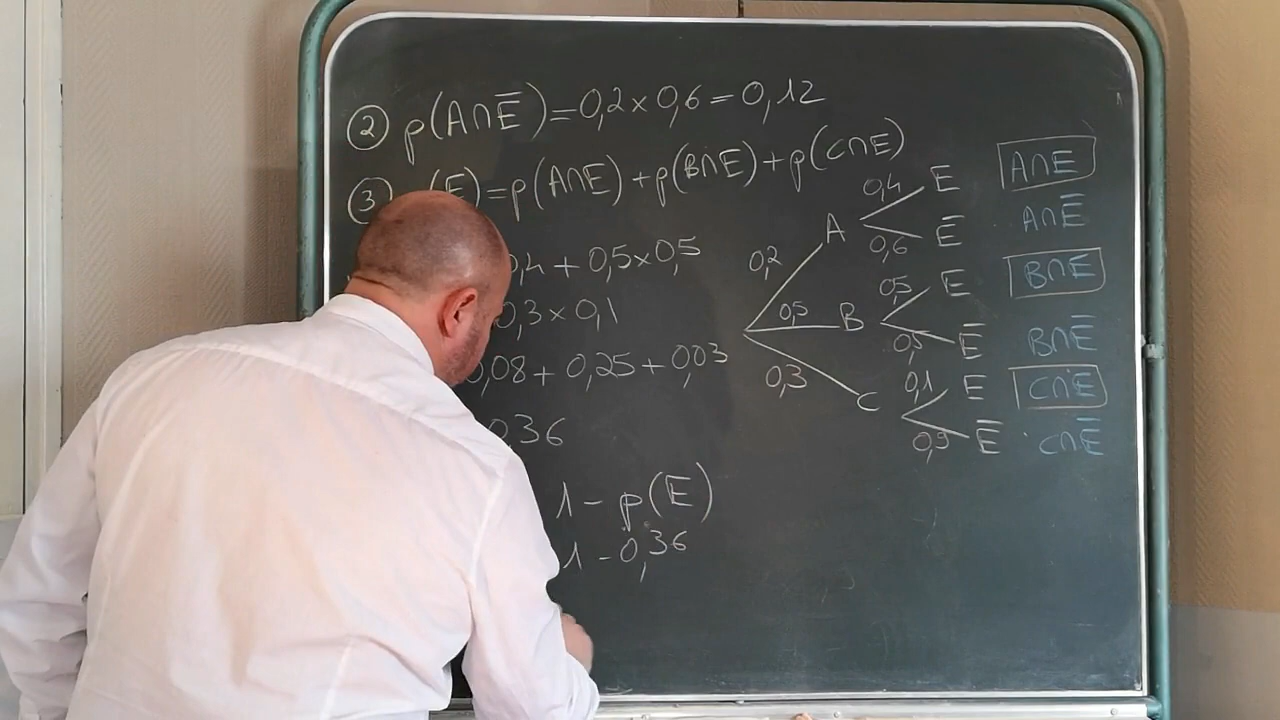 ② p(A∩E̅)=0,2×0,6=0,12
③ (E)=p(A∩E)+p(B∩E)+p(C∩E)
,4+0,5×0,5
0,3×0,1
0,08+0,25+0,03
0,36
1-p(E)
1-0,36
0,4 E A∩E
A
0,6 E̅ A∩E̅
0,2
0,5 E B∩E
0,5 B
0,5 E̅ B∩E̅
0,3
0,1 E C∩E
C
0,9 E̅ C∩E̅